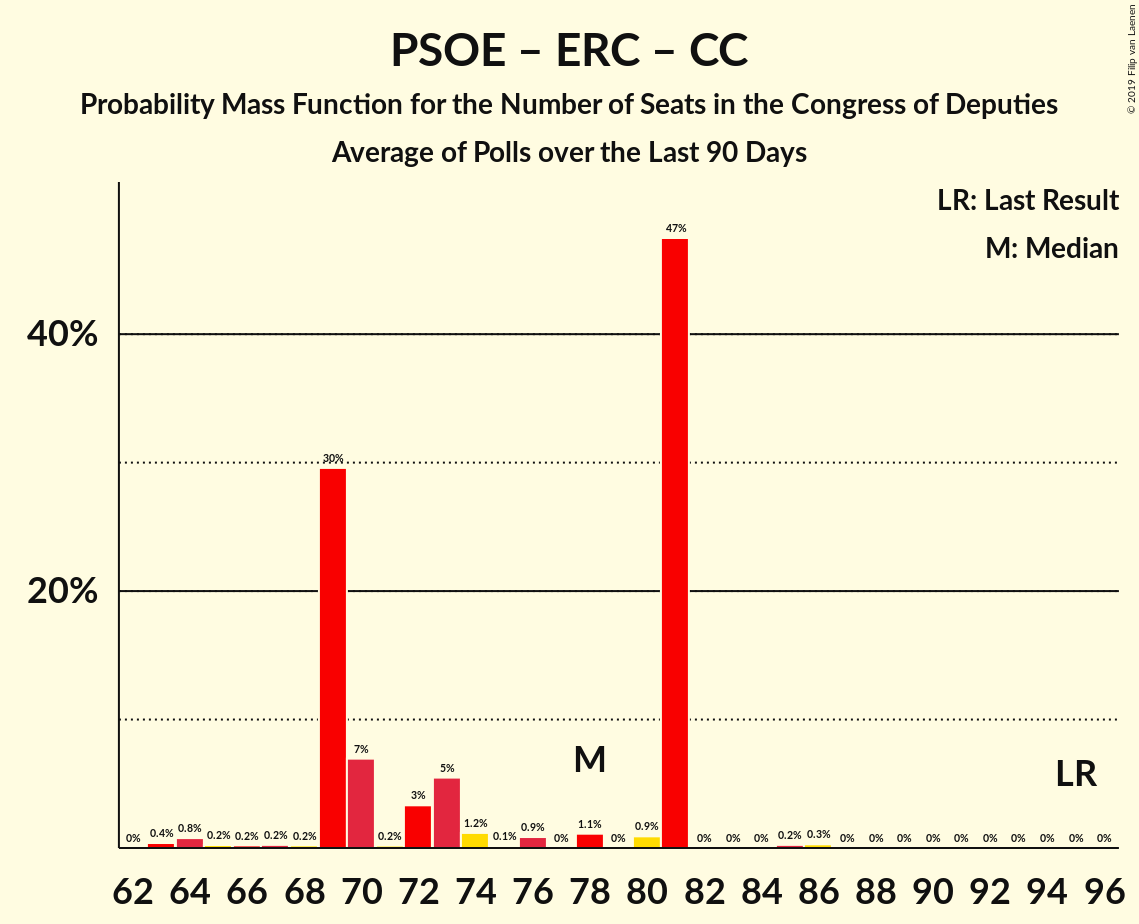 PSOE – ERC – CC
Probability Mass Function for the Number of Seats in the Congress of Deputies
Average of Polls over the Last 90 Days
© 2019 Filip van Laenen
LR: Last Result
M: Median
47%
40%
30%
20%
7%
5%
3%
M
LR
0% 0.4% 0.8% 0.2% 0.2% 0.2% 0.2% 0.2% 1.2% 0.1% 0.9% 0% 1.1% 0% 0.9% 0% 0% 0% 0.2% 0.3% 0% 0% 0% 0% 0% 0% 0% 0% 0% 0%
62 64 66 68 70 72 74 76 78 80 82 84 86 88 90 92 94 96